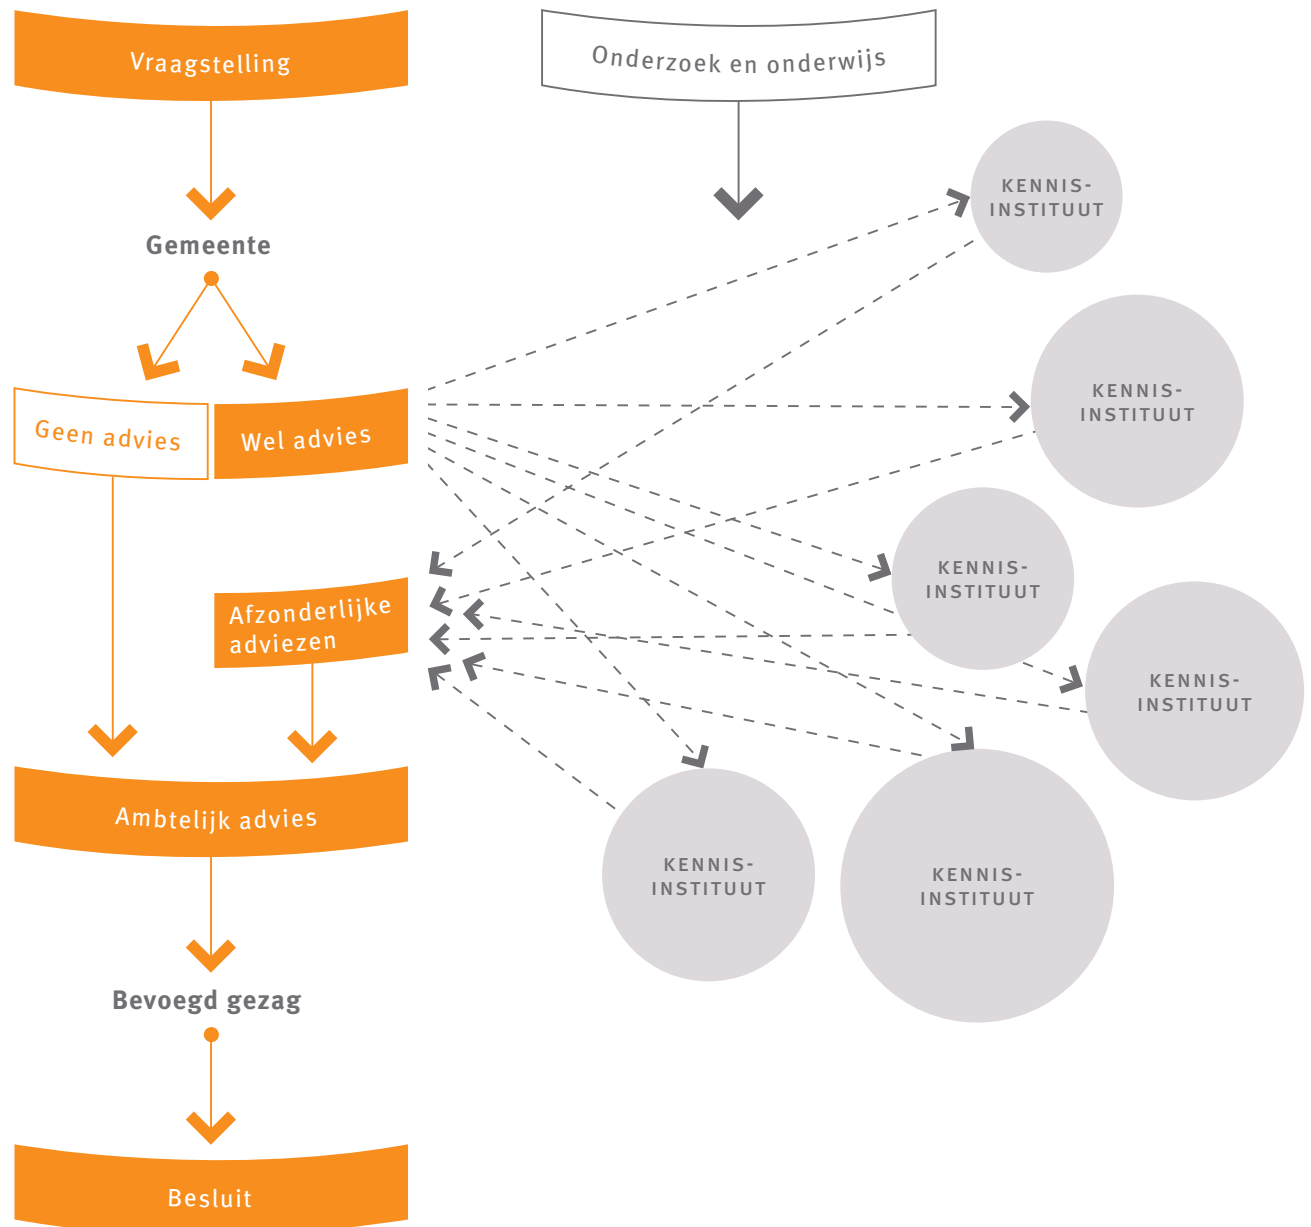 Vraagstelling
Onderzoek en onderwijs
Gemeente
Geen advies
Wel advies
Afzonderlijke
adviezen
Ambtelijk advies
Bevoegd gezag
Besluit
KENNIS-
INSTITUUT
KENNIS-
INSTITUUT
KENNIS-
INSTITUUT
KENNIS-
INSTITUUT
KENNIS-
INSTITUUT
KENNIS-
INSTITUUT